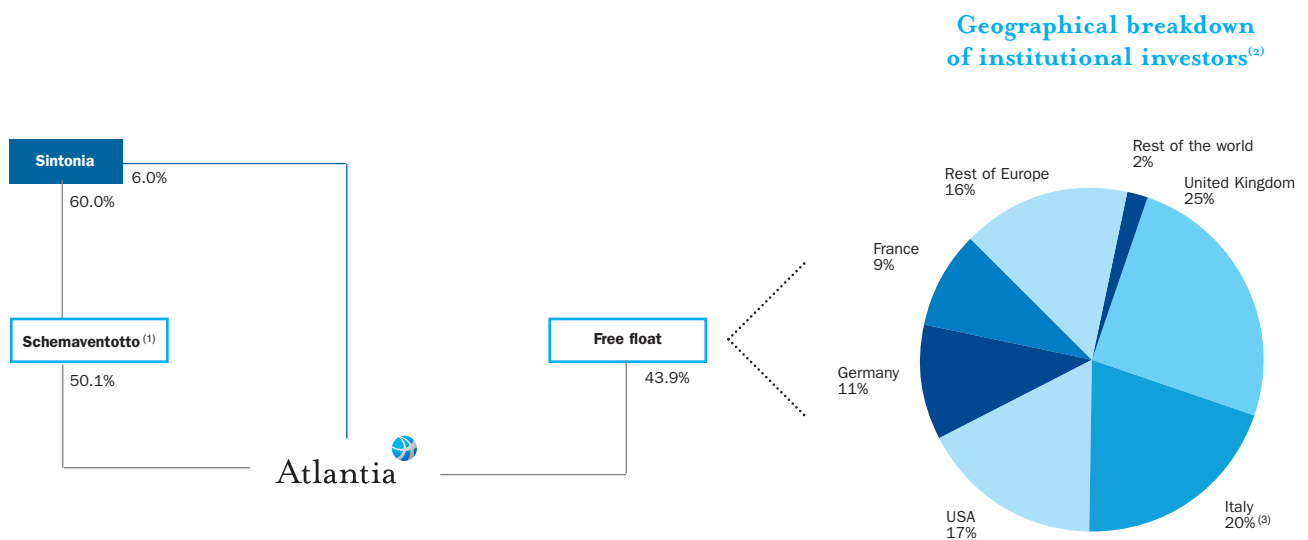 Geographical breakdown
of institutional investors(2)
Sintonia
6.0%
60.0%
Schemaventotto (1)
50.1%
Free float
43.9%
Atlantia
Rest of the world
2%
United Kingdom
25%
Rest of Europe
16%
France
9%
Germany
11%
USA
17%
Italy
20% (3)